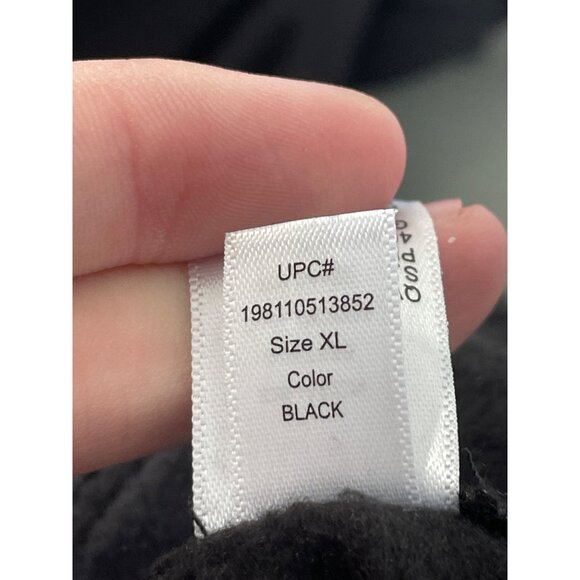 UPC#
198110513852
Size XL
Color
BLACK